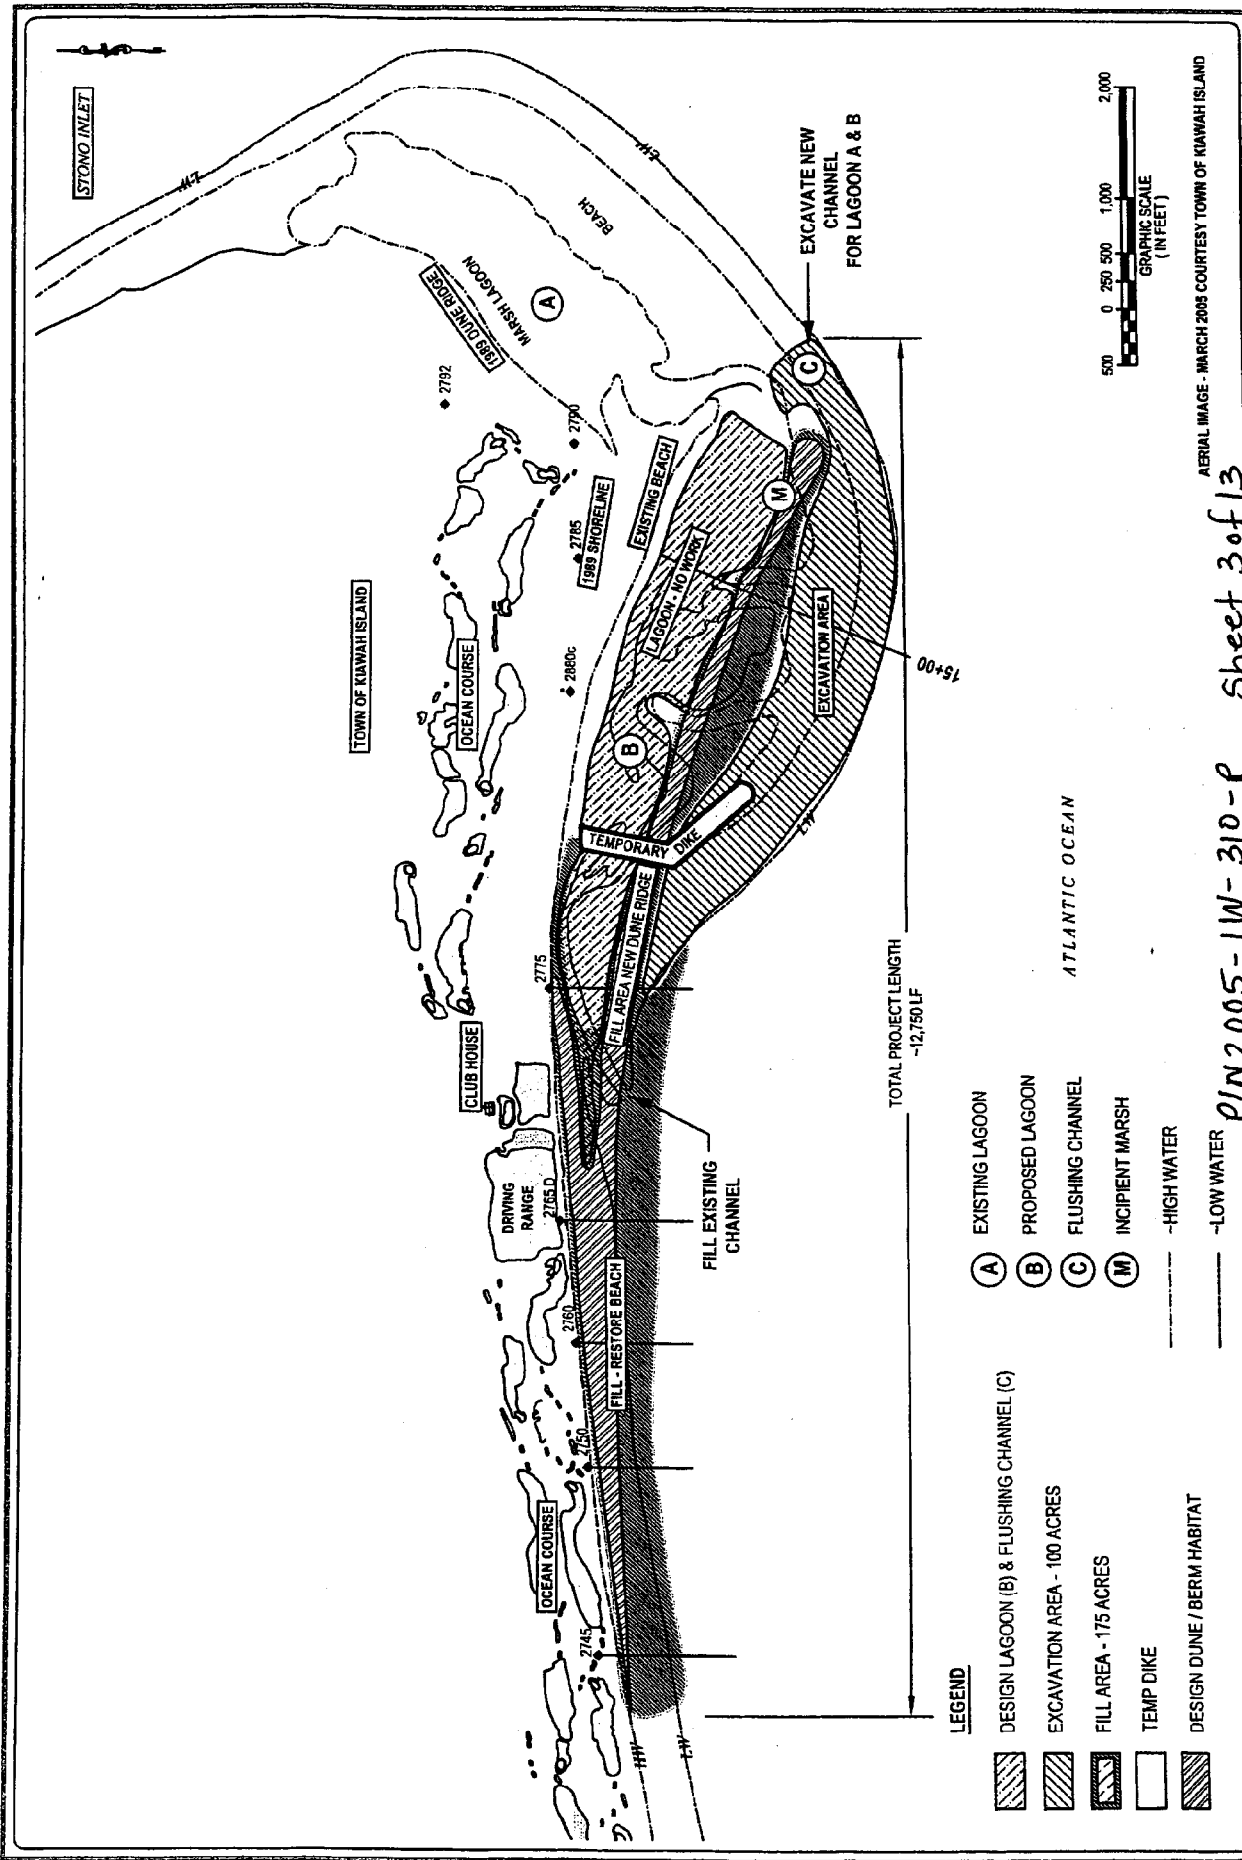 STONO INLET
LW
LW
BEACH
MARSH LAGOON
1989 DUNE RIDGE
A
2792
2790
2785
1989 SHORELINE
EXISTING BEACH
TOWN OF KIAWAH ISLAND
OCEAN COURSE
2880c
LAGOON - NO WORK
M
C
EXCAVATE NEW
CHANNEL
FOR LAGOON A & B
B
EXCAVATION AREA
15+00
TEMPORARY DIKE
LW
FILL AREA NEW DUNE RIDGE
2775
CLUB HOUSE
DRIVING
RANGE
2765 D
FILL EXISTING
CHANNEL
ATLANTIC OCEAN
TOTAL PROJECT LENGTH
~12,750 LF
2760
FILL - RESTORE BEACH
2750
OCEAN COURSE
2745
HW
LW
500 0 250 500 1,000 2,000
GRAPHIC SCALE
( IN FEET )
AERIAL IMAGE - MARCH 2005 COURTESY TOWN OF KIAWAH ISLAND
LEGEND
DESIGN LAGOON (B) & FLUSHING CHANNEL (C)
EXCAVATION AREA - 100 ACRES
FILL AREA - 175 ACRES
TEMP DIKE
DESIGN DUNE / BERM HABITAT
A EXISTING LAGOON
B PROPOSED LAGOON
C FLUSHING CHANNEL
M INCIPIENT MARSH
~HIGH WATER
~LOW WATER
P/N 2005-1W-310-P Sheet 3 of 13